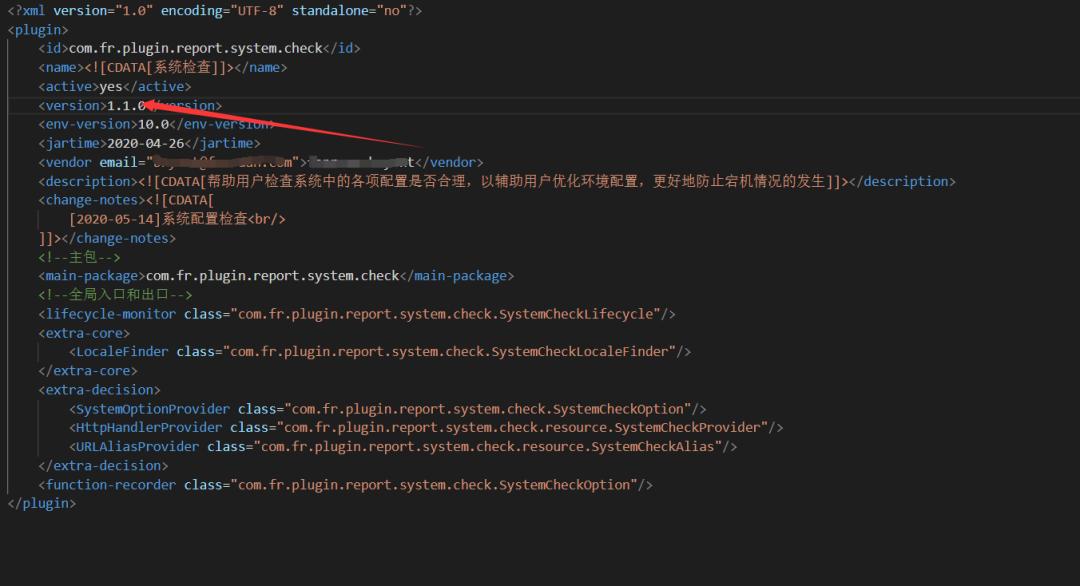 <?xml version="1.0" encoding="UTF-8" standalone="no"?>
<plugin>
<id>com.fr.plugin.report.system.check</id>
<name><![CDATA[系统检查]]></name>
<active>yes</active>
<version>1.1.0</version>
<env-version>10.0</env-version>
<jartime>2020-04-26</jartime>
<vendor email=" .com"> </vendor>
<description><![CDATA[帮助用户检查系统中的各项配置是否合理，以辅助用户优化环境配置，更好地防止宕机情况的发生]]></description>
<change-notes><![CDATA[
[2020-05-14]系统配置检查<br/>
]]></change-notes>
<!--主包-->
<main-package>com.fr.plugin.report.system.check</main-package>
<!--全局入口和出口-->
<lifecycle-monitor class="com.fr.plugin.report.system.check.SystemCheckLifecycle"/>
<extra-core>
<LocaleFinder class="com.fr.plugin.report.system.check.SystemCheckLocaleFinder"/>
</extra-core>
<extra-decision>
<SystemOptionProvider class="com.fr.plugin.report.system.check.SystemCheckOption"/>
<HttpHandlerProvider class="com.fr.plugin.report.system.check.resource.SystemCheckProvider"/>
<URLAliasProvider class="com.fr.plugin.report.system.check.resource.SystemCheckAlias"/>
</extra-decision>
<function-recorder class="com.fr.plugin.report.system.check.SystemCheckOption"/>
</plugin>